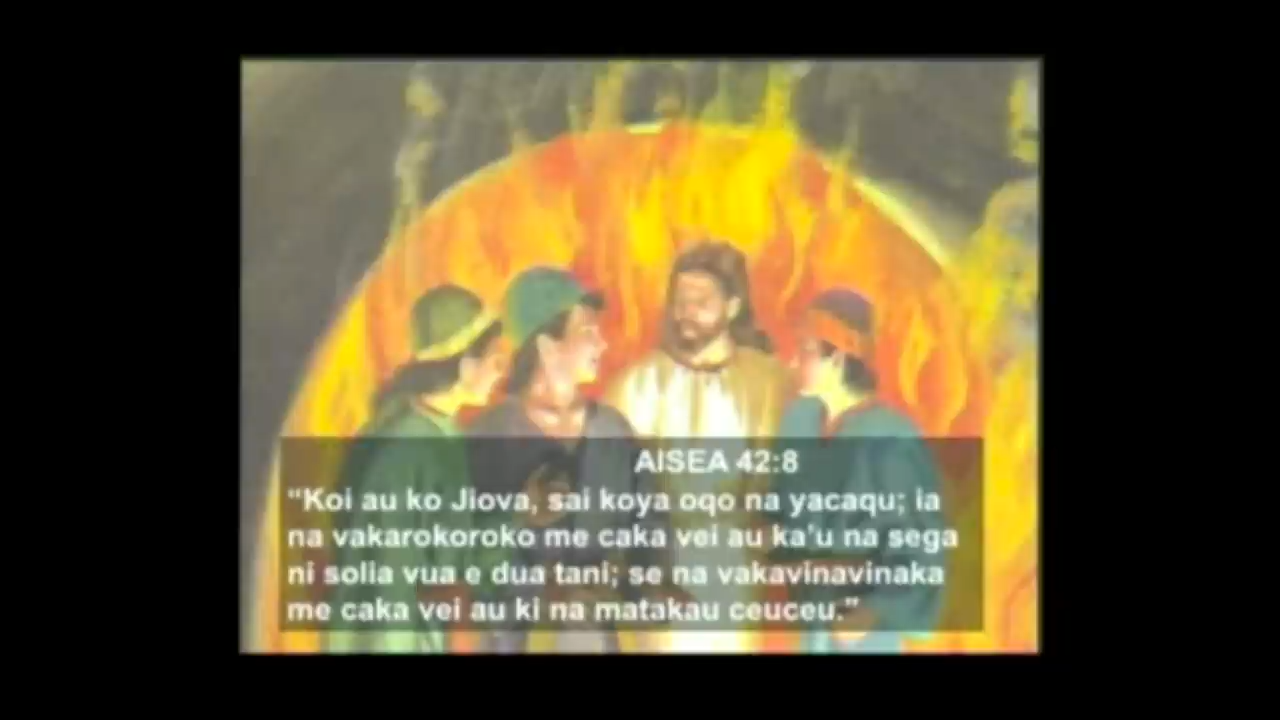 AISEA 42:8
“Koi au ko Jiova, sai koya oqo na yacaqu; ia
na vakarokoroko me caka vei au ka’u na sega
ni solia vua e dua tani; se na vakavinavinaka
me caka vei au ki na matakau ceuceu.”